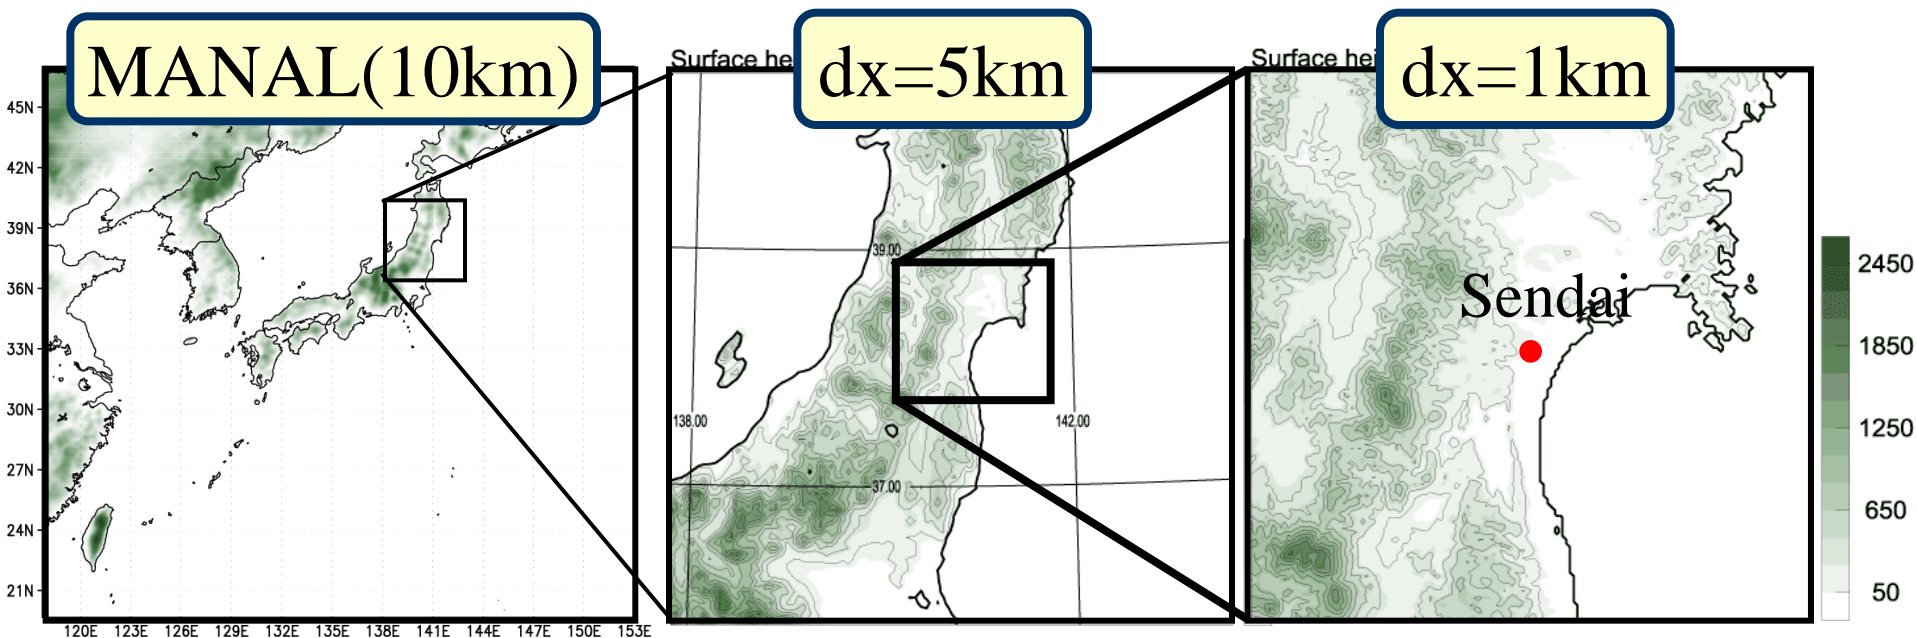 MANAL(10km)
dx=5km
dx=1km
Surface he
Surface hei
45N
42N
39N
36N
33N
30N
27N
24N
21N
120E 123E 126E 129E 132E 135E 138E 141E 144E 147E 150E 153E
39.00
138.00
142.00
37.00
Sendai
2450
1850
1250
650
50